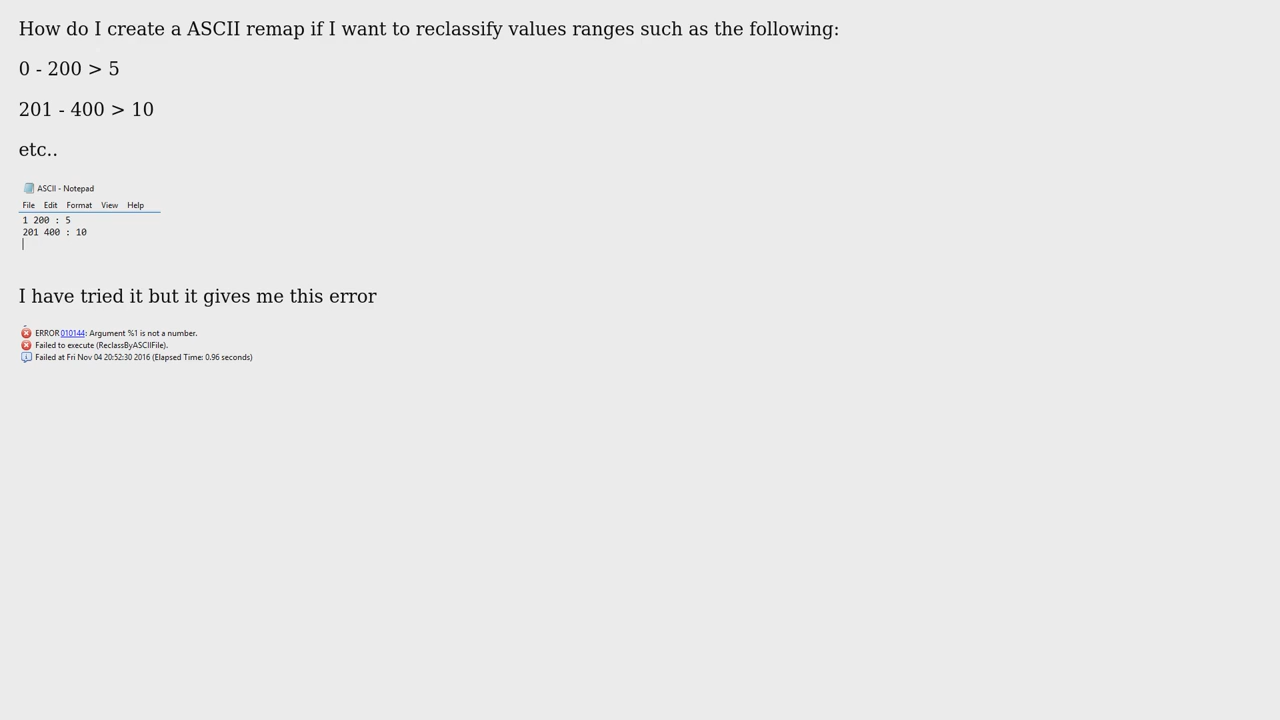 How do I create a ASCII remap if I want to reclassify values ranges such as the following:
0 - 200 > 5
201 - 400 > 10
etc..
ASCII - Notepad
File Edit Format View Help
1 200 : 5
201 400 : 10
I have tried it but it gives me this error
ERROR 010144: Argument %1 is not a number.
Failed to execute (ReclassByASCIIFile).
Failed at Fri Nov 04 20:52:30 2016 (Elapsed Time: 0.96 seconds)